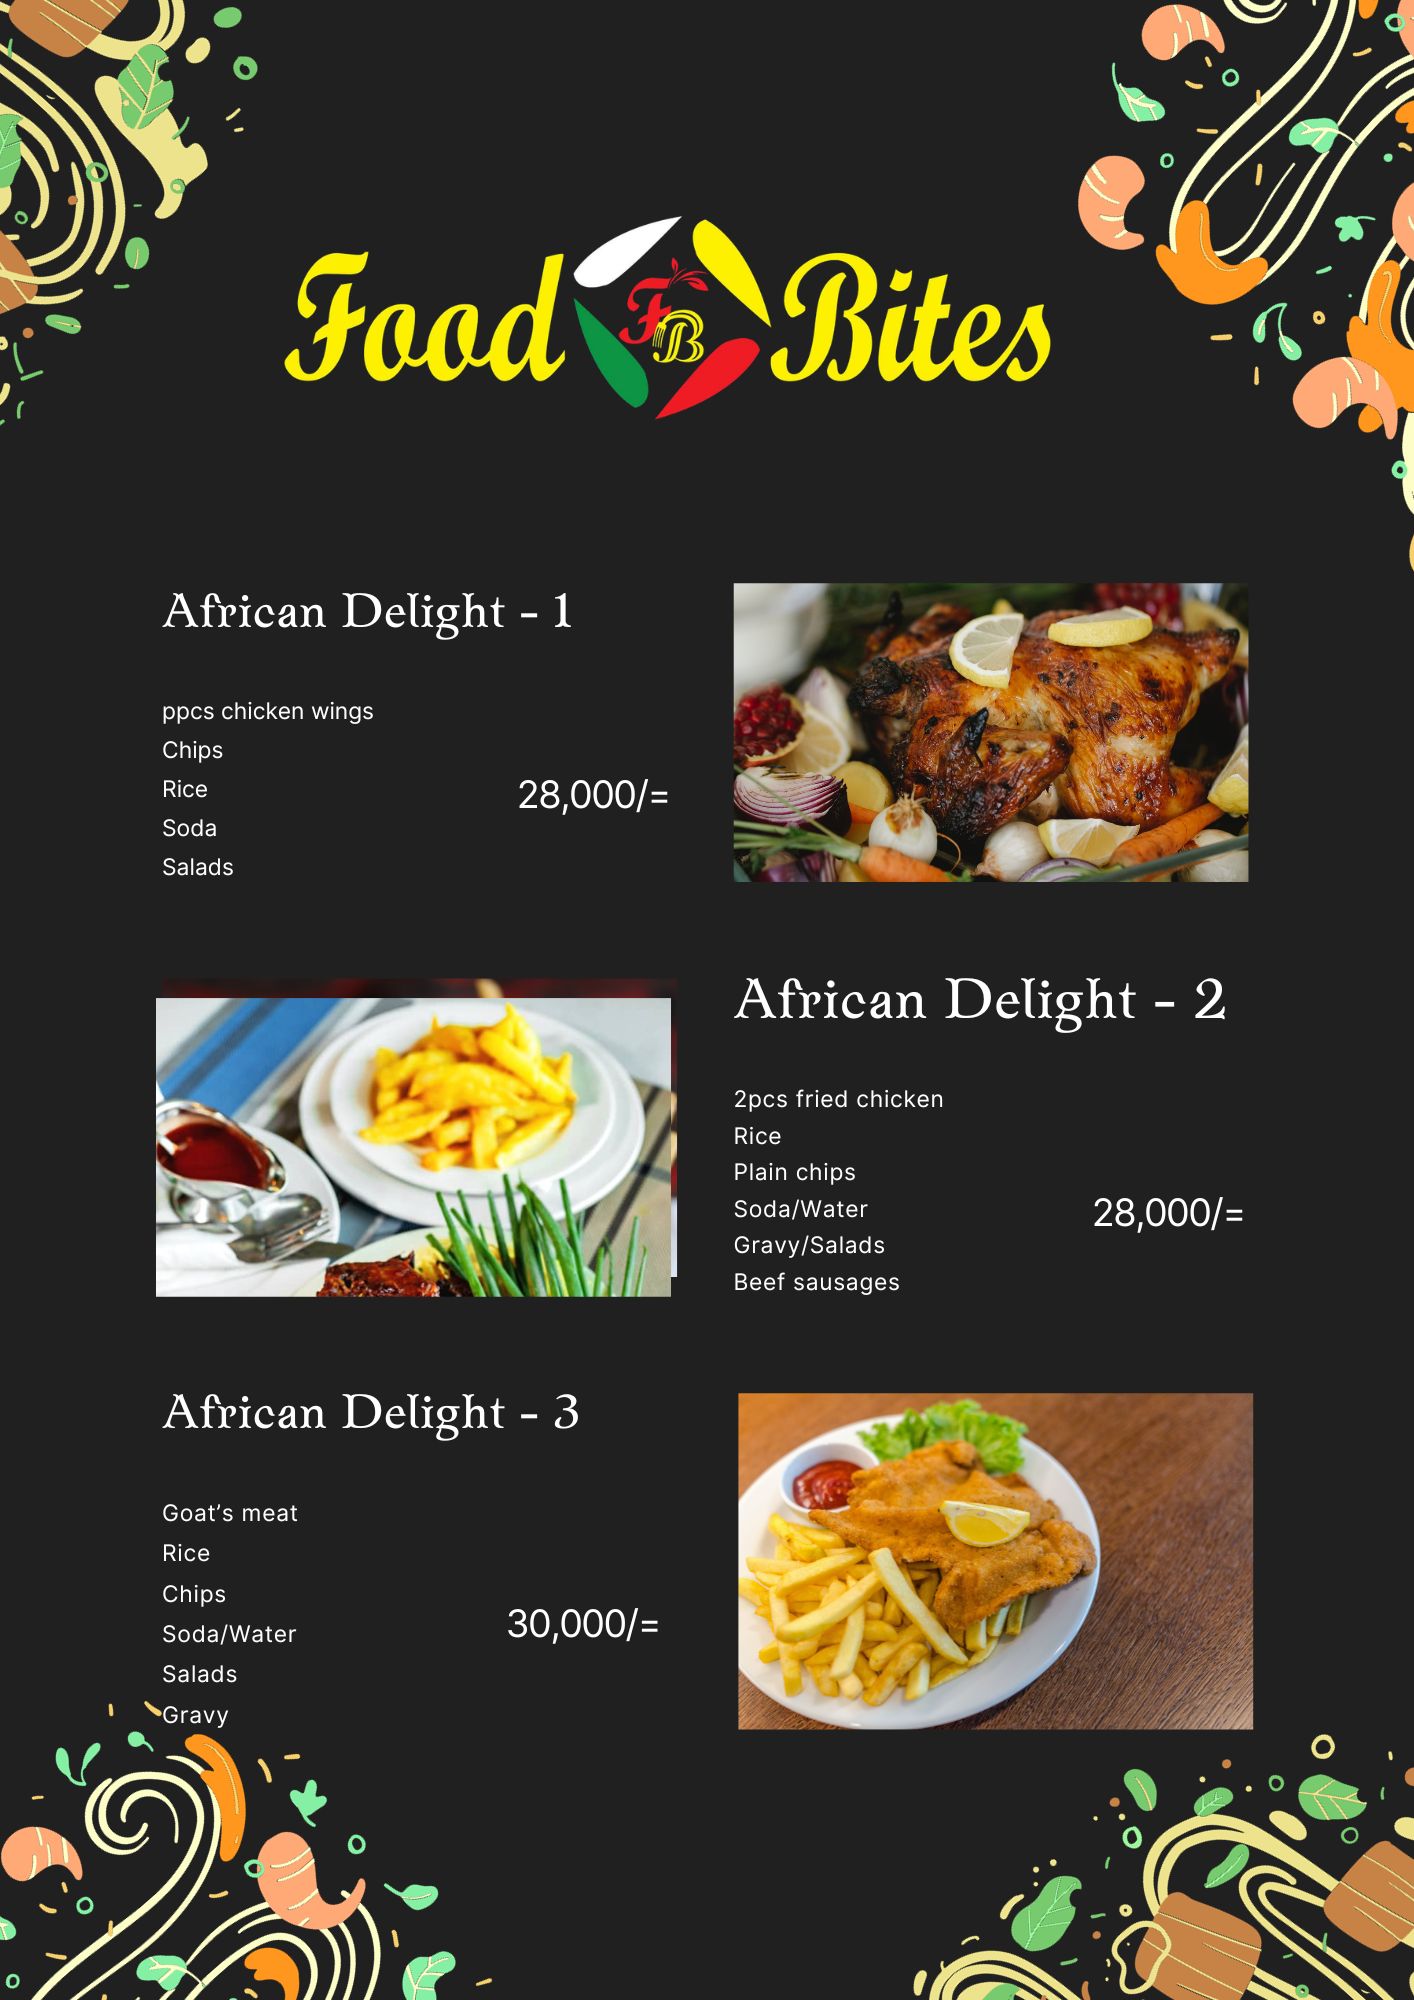 Food FB Bites
African Delight - 1
ppcs chicken wings
Chips
Rice
Soda
Salads
28,000/=
African Delight - 2
2pcs fried chicken
Rice
Plain chips
Soda/Water
Gravy/Salads
Beef sausages
28,000/=
African Delight - 3
Goat’s meat
Rice
Chips
Soda/Water
Salads
Gravy
30,000/=